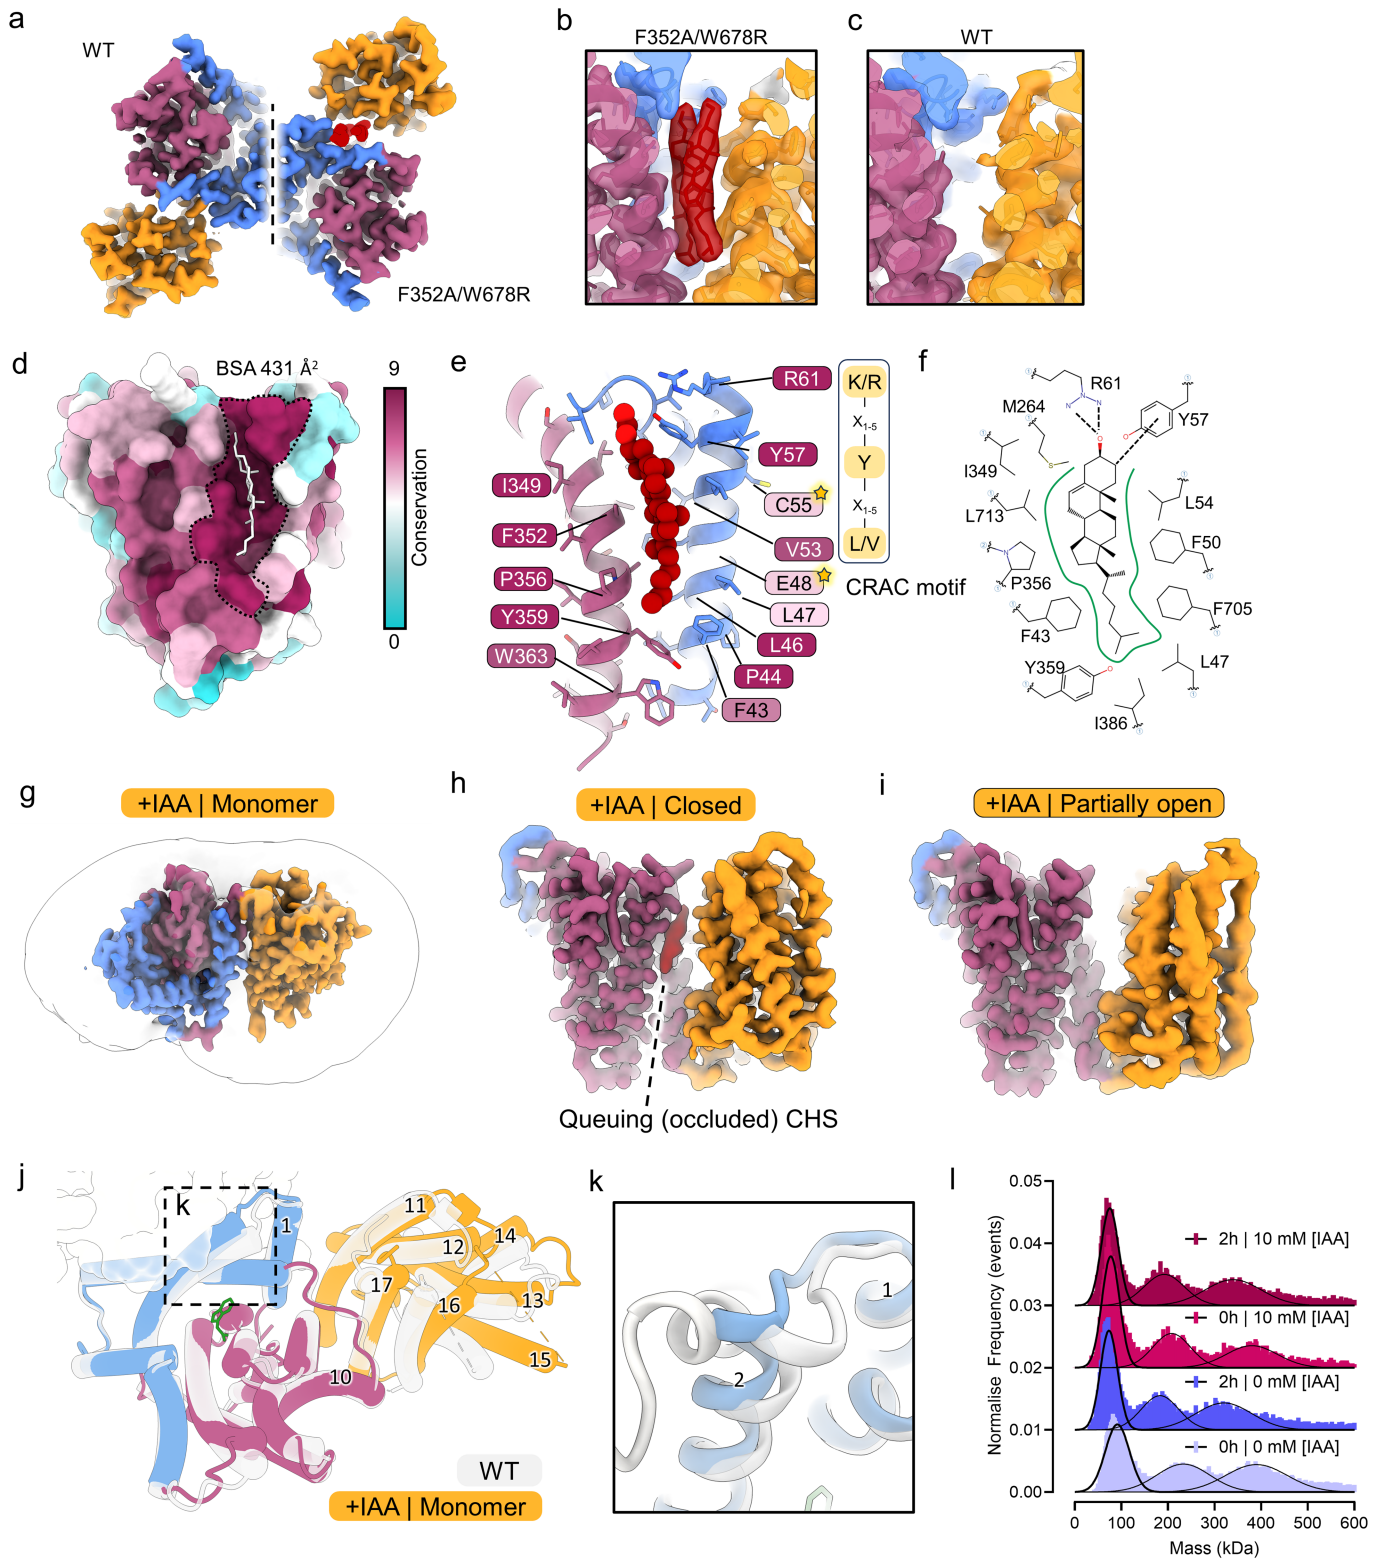 a
WT
F352A/W678R
b
F352A/W678R
c
WT
d
BSA 431 Å²
9
Conservation
0
e
R61
Y57
C55
V53
E48
L47
L46
P44
F43
I349
F352
P356
Y359
W363
K/R
X₁₋₅
Y
X₁₋₅
L/V
CRAC motif
f
R61
M264
Y57
I349
L713
L54
F50
P356
F43
F705
Y359
L47
I386
g
+IAA | Monomer
h
+IAA | Closed
Queuing (occluded) CHS
i
+IAA | Partially open
j
k
1
11
12
14
17
16
13
15
10
WT
+IAA | Monomer
k
1
2
l
Normalise Frequency (events)
0.05
0.04
0.03
0.02
0.01
0.00
2h | 10 mM [IAA]
0h | 10 mM [IAA]
2h | 0 mM [IAA]
0h | 0 mM [IAA]
0 100 200 300 400 500 600
Mass (kDa)